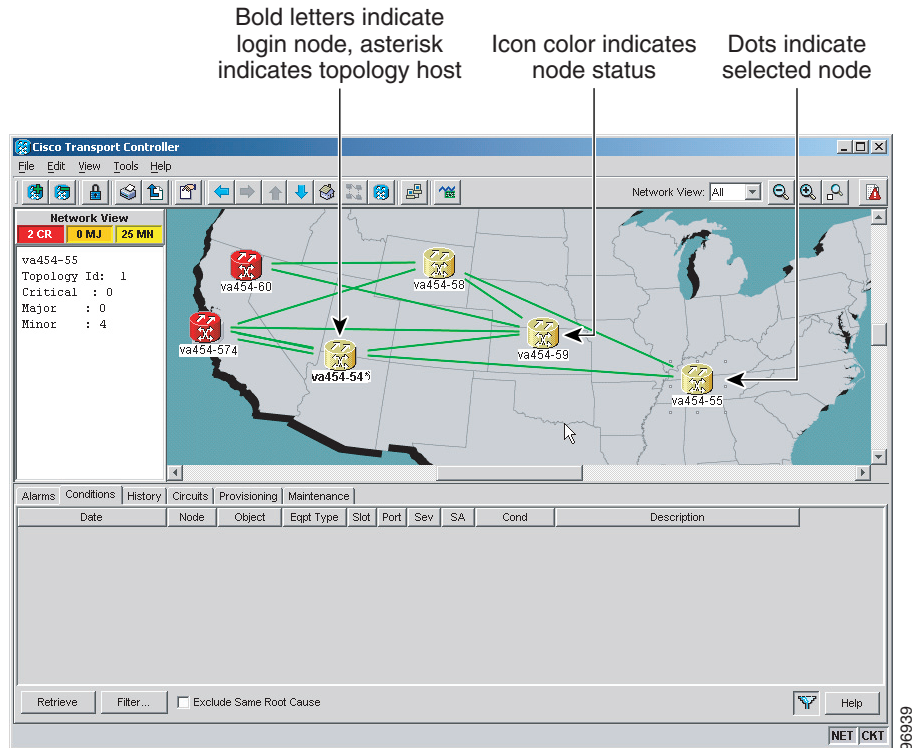 Bold letters indicate
login node, asterisk
indicates topology host
Icon color indicates
node status
Dots indicate
selected node
Cisco Transport Controller
File Edit View Tools Help
Network View: All
Network View
2 CR 0 MJ 25 MN
va454-55
Topology Id: 1
Critical : 0
Major : 0
Minor : 4
va454-60
va454-58
va454-574
va454-59
va454-54*)
va454-55
Alarms Conditions History Circuits Provisioning Maintenance
Date Node Object Eqpt Type Slot Port Sev SA Cond Description
Retrieve Filter... Exclude Same Root Cause Help
NET CKT
96939